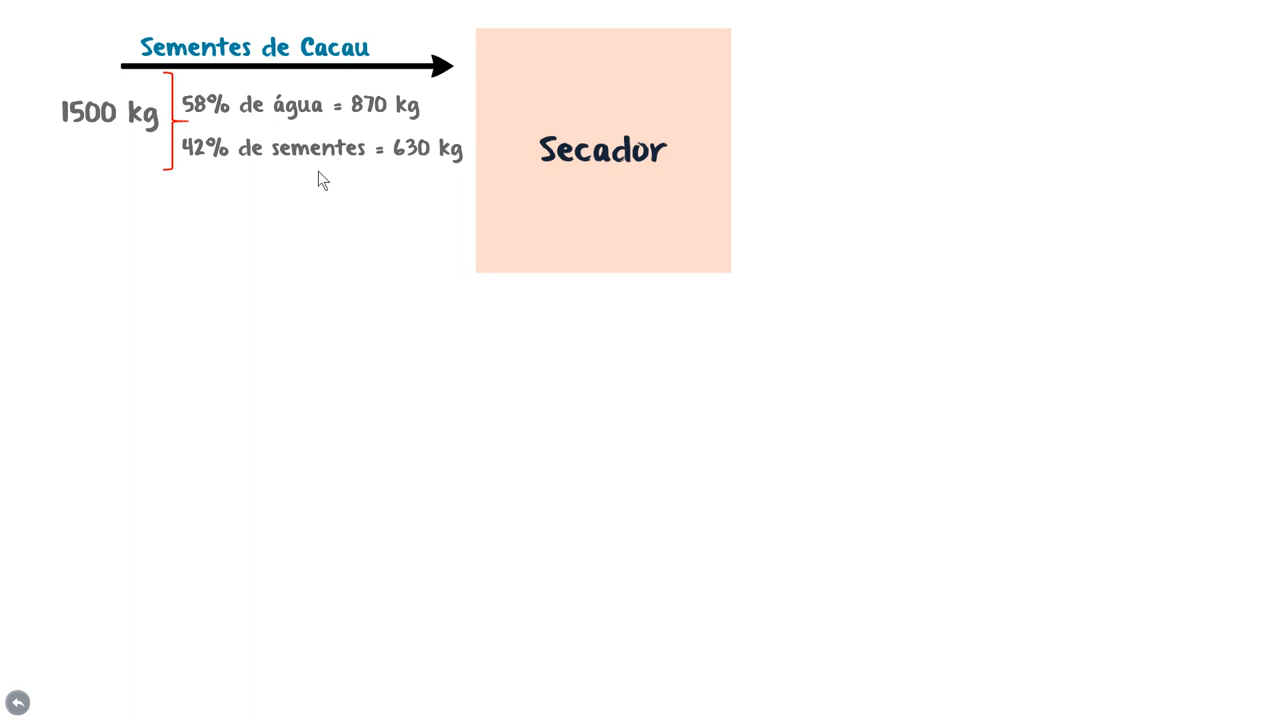 Sementes de Cacau
1500 kg
58% de água = 870 kg
42% de sementes = 630 kg
Secador